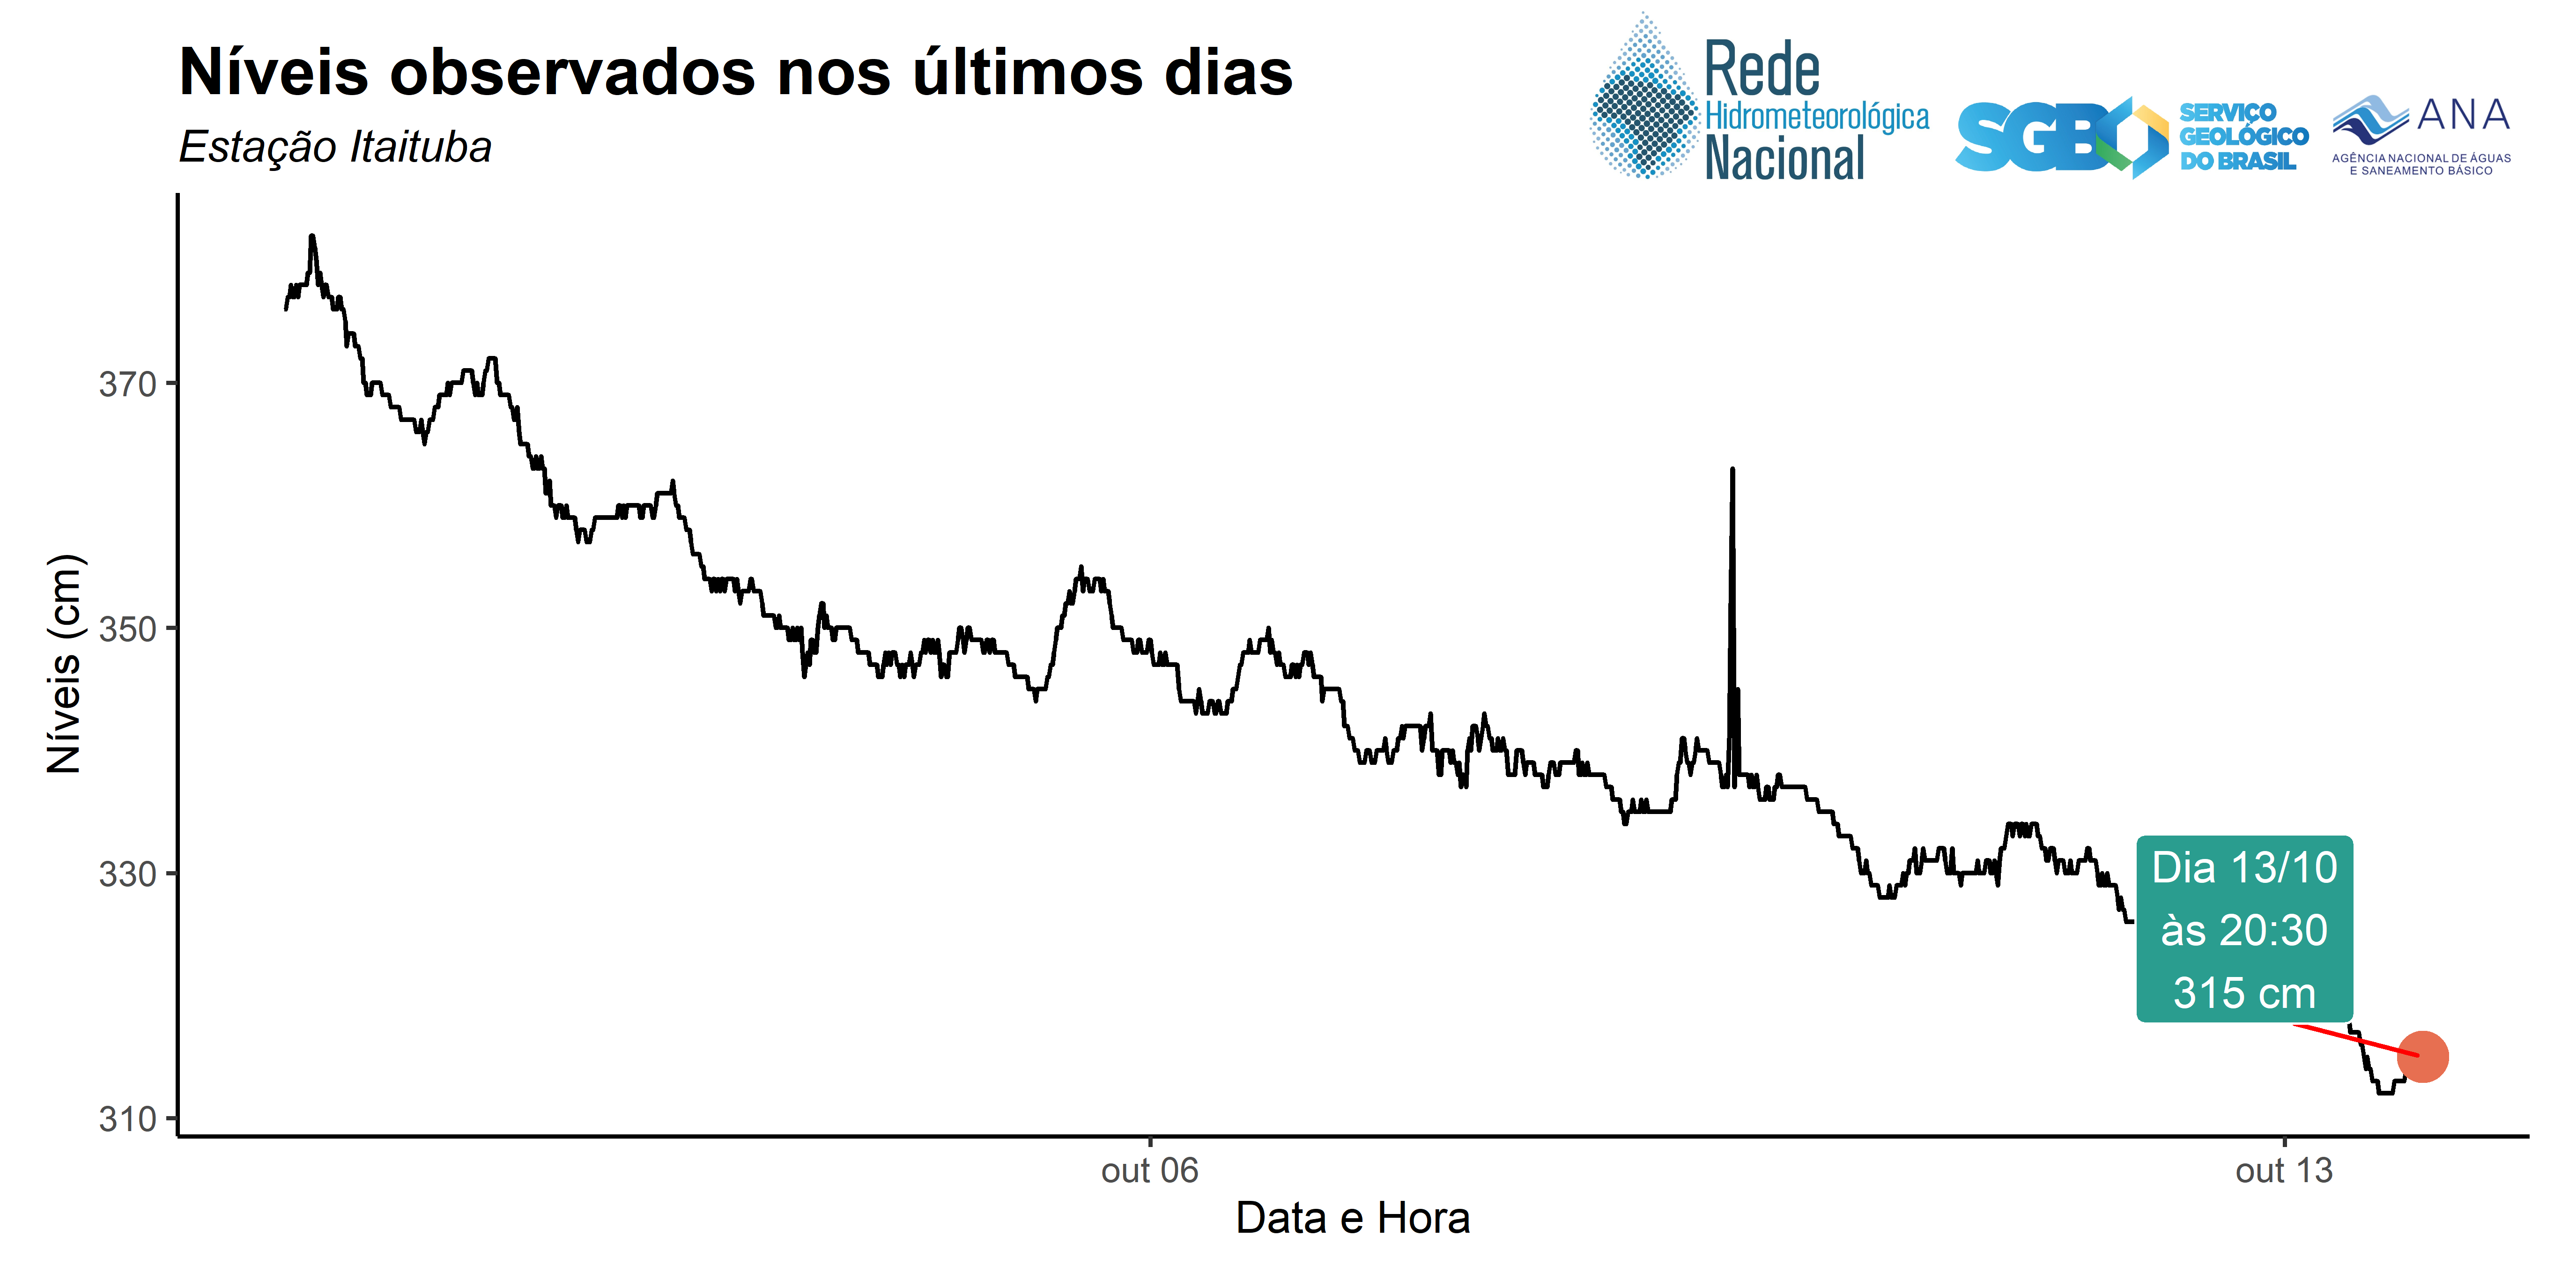 Níveis observados nos últimos dias
Estação Itaituba
Rede
Hidrometeorológica
Nacional
SGB
SERVIÇO
GEOLÓGICO
DO BRASIL
ANA
AGÊNCIA NACIONAL DE ÁGUAS
E SANEAMENTO BÁSICO
Níveis (cm)
370
350
330
310
Dia 13/10
às 20:30
315 cm
out 06
out 13
Data e Hora